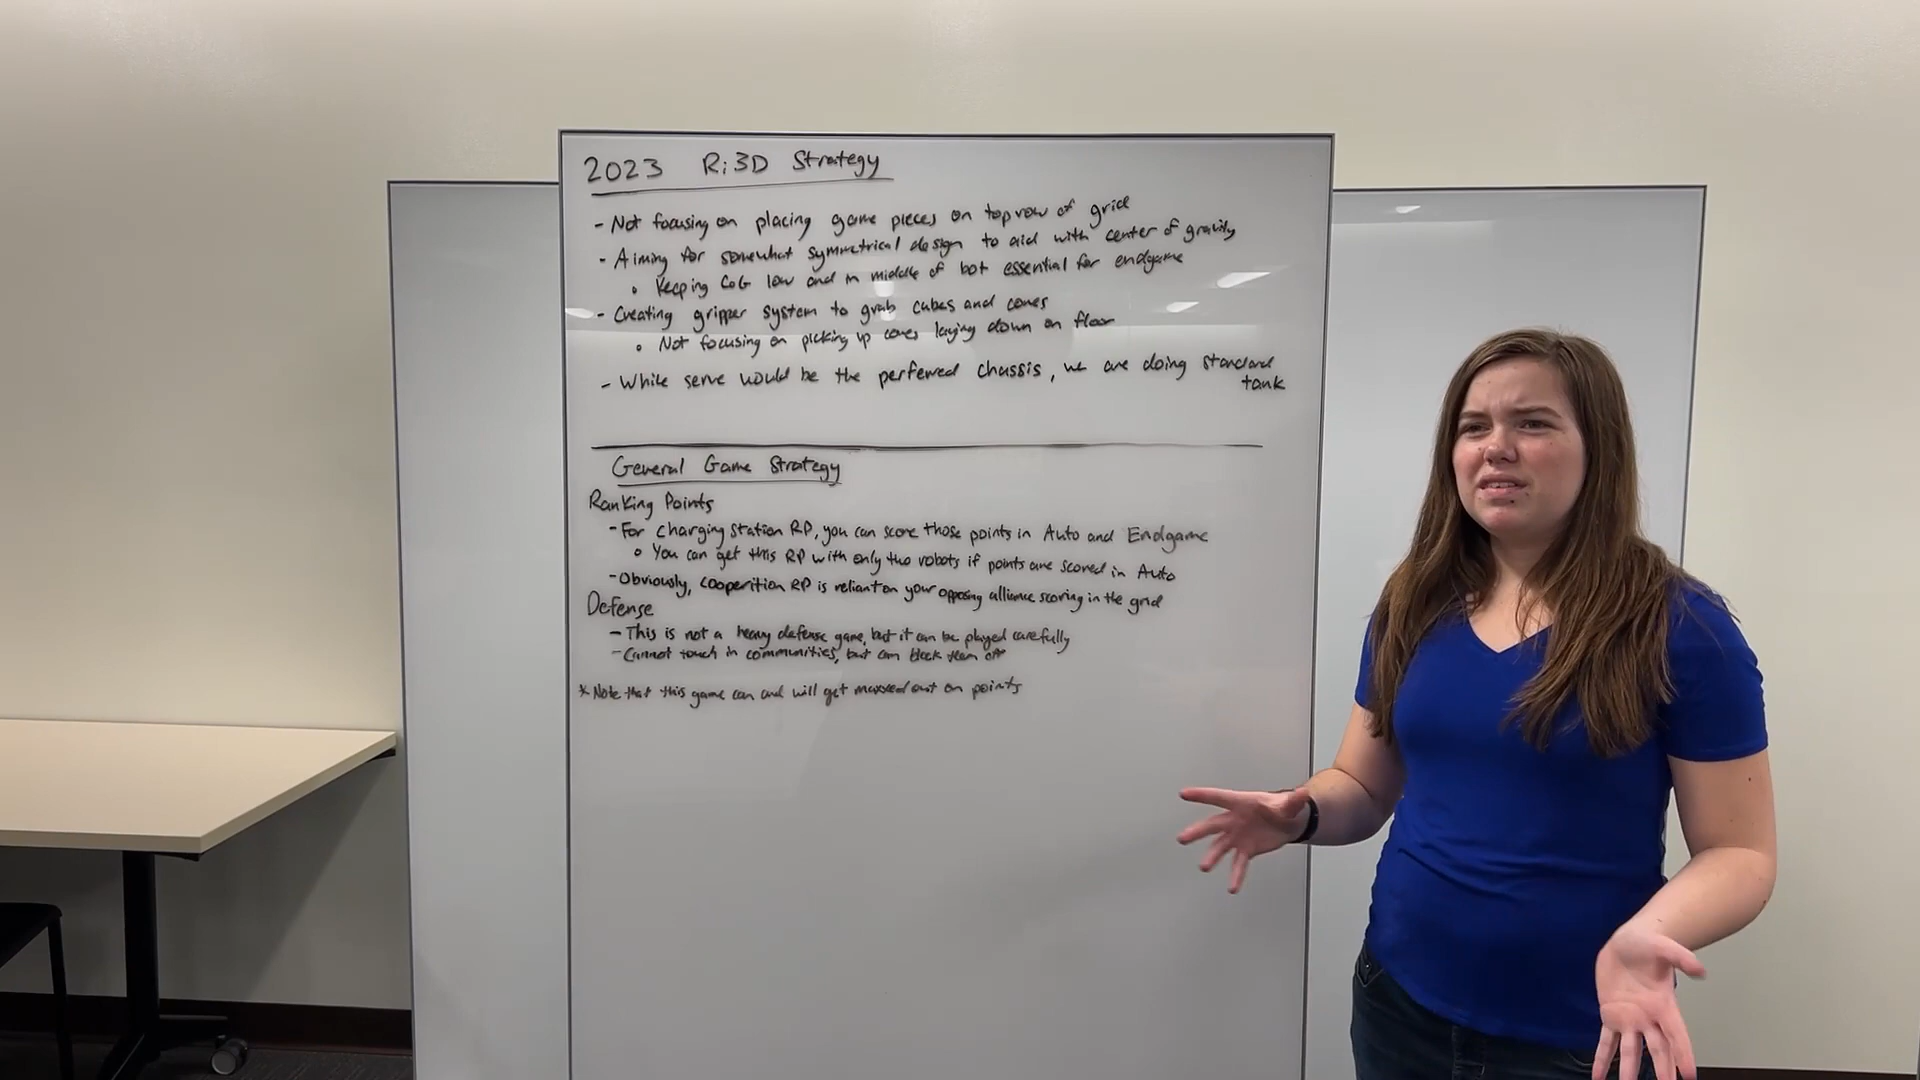 2023 Ri3D Strategy
- Not focusing on placing game pieces on top row of grid
- Aiming for somewhat symmetrical design to aid with center of gravity
◦ Keeping CoG low and in middle of bot essential for endgame
- Creating gripper system to grab cubes and cones
◦ Not focusing on picking up cones laying down on floor
- While serve would be the perferred chassis, we are doing standard
tank
General Game Strategy
Ranking Points
- For Charging Station RP, you can score those points in Auto and Endgame
◦ You can get this RP with only two robots if points are scored in Auto
- Obviously, cooperition RP is reliant on your opposing alliance scoring in the grid
Defense
- This is not a heavy defense game, but it can be played carefully
- Cannot touch in communities, but can block them off
* Note that this game can and will get maxxed out on points